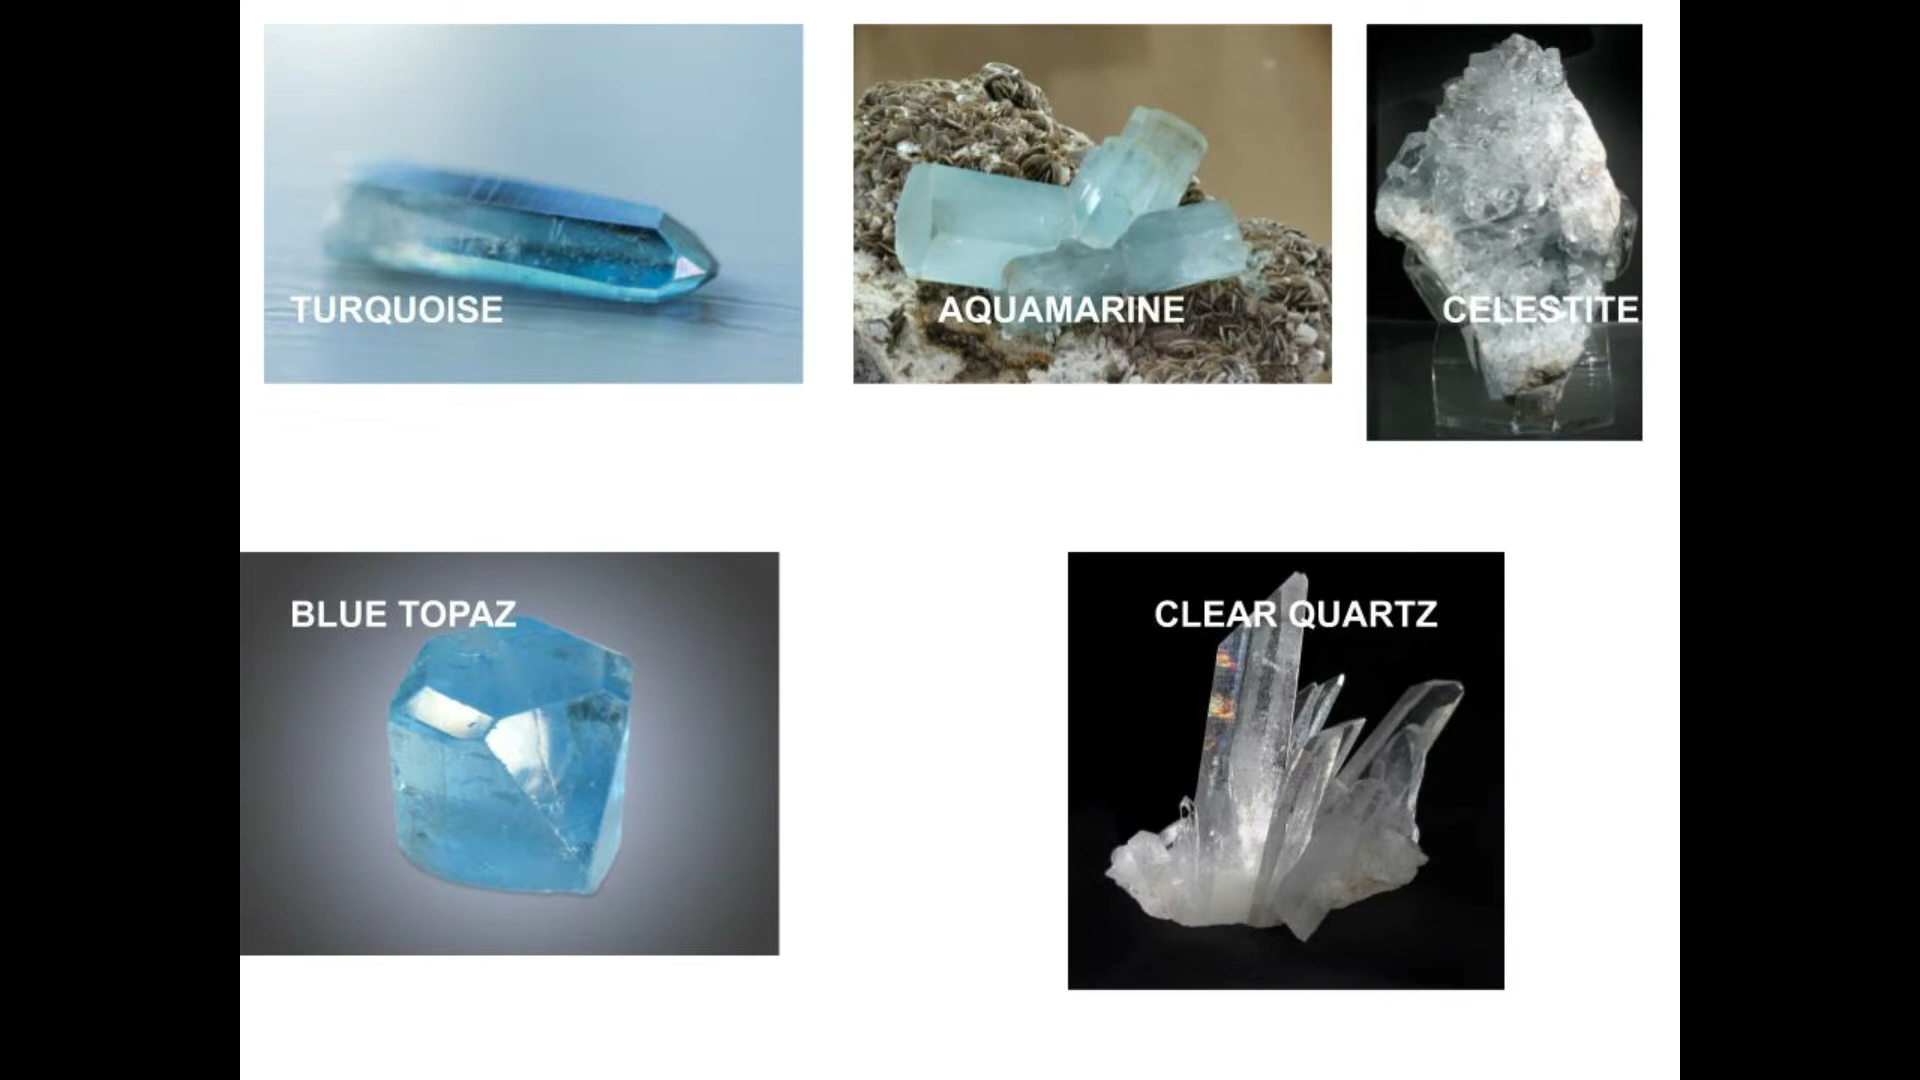 TURQUOISE
AQUAMARINE
CELESTITE
BLUE TOPAZ
CLEAR QUARTZ